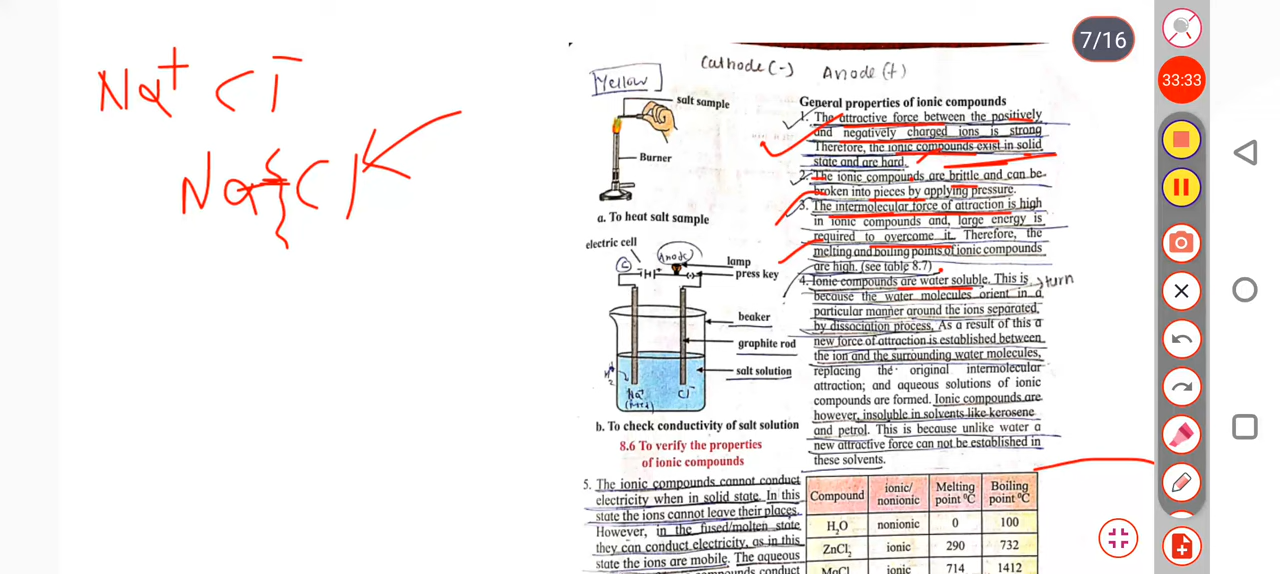 7/16
33:33
Na+ Cl-
Na Cl
Cathode (-) Anode (+)
Yellow
salt sample
Burner
a. To heat salt sample
electric cell
C
Anode
lamp
press key
beaker
graphite rod
salt solution
Na+
Cl-
b. To check conductivity of salt solution
8.6 To verify the properties
of ionic compounds
5. The ionic compounds cannot conduct
electricity when in solid state. In this
state the ions cannot leave their places.
However, in the fused/molten state
they can conduct electricity, as in this
state the ions are mobile. The aqueous
conduct
General properties of ionic compounds
1. The attractive force between the positively
and negatively charged ions is strong
Therefore, the ionic compounds exist in solid
state and are hard.
2. The ionic compounds are brittle and can be
broken into pieces by applying pressure.
3. The intermolecular force of attraction is high
in ionic compounds and, large energy is
required to overcome it. Therefore, the
melting and boiling points of ionic compounds
are high. (see table 8.7)
4. Ionic compounds are water soluble. This is turn
because the water molecules orient in a
particular manner around the ions separated
by dissociation process. As a result of this a
new force of attraction is established between
the ion and the surrounding water molecules,
replacing the original intermolecular
attraction; and aqueous solutions of ionic
compounds are formed. Ionic compounds are
however, insoluble in solvents like kerosene
and petrol. This is because unlike water a
new attractive force can not be established in
these solvents.
Compound ionic/ nonionic Melting point ⁰C Boiling point ⁰C
H₂O nonionic 0 100
ZnCl₂ ionic 290 732
MgCl ionic 714 1412